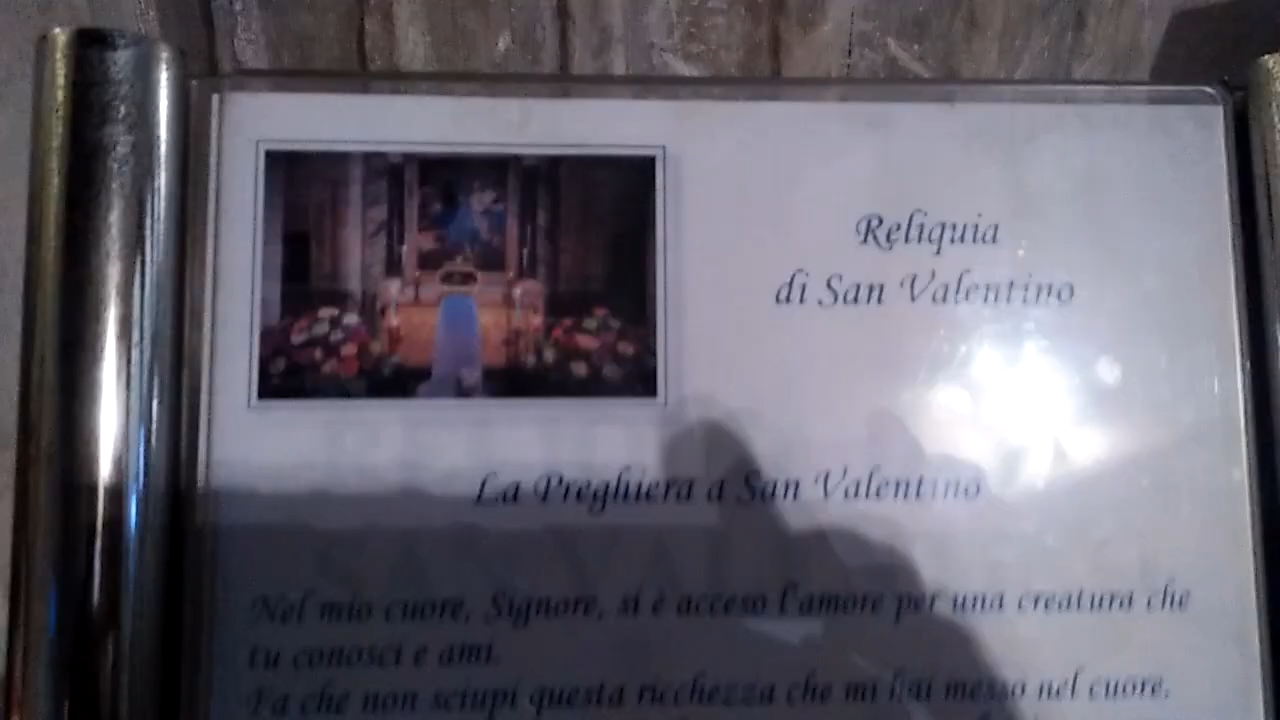 Reliquia
di San Valentino
La Preghiera a San Valentino
Nel mio cuore, Signore, si è acceso l'amore per una creatura che
tu conosci e ami.
Fa che non sciupi questa ricchezza che mi hai messo nel cuore.